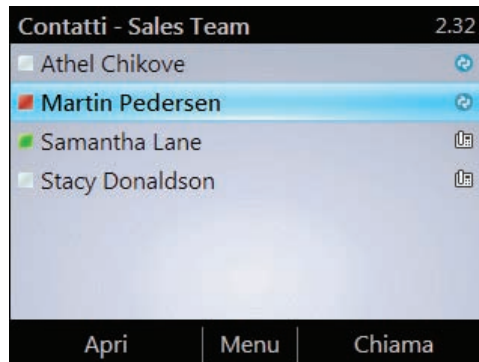 Contatti - Sales Team 2.32
Athel Chikove
Martin Pedersen
Samantha Lane
Stacy Donaldson
Apri Menu Chiama